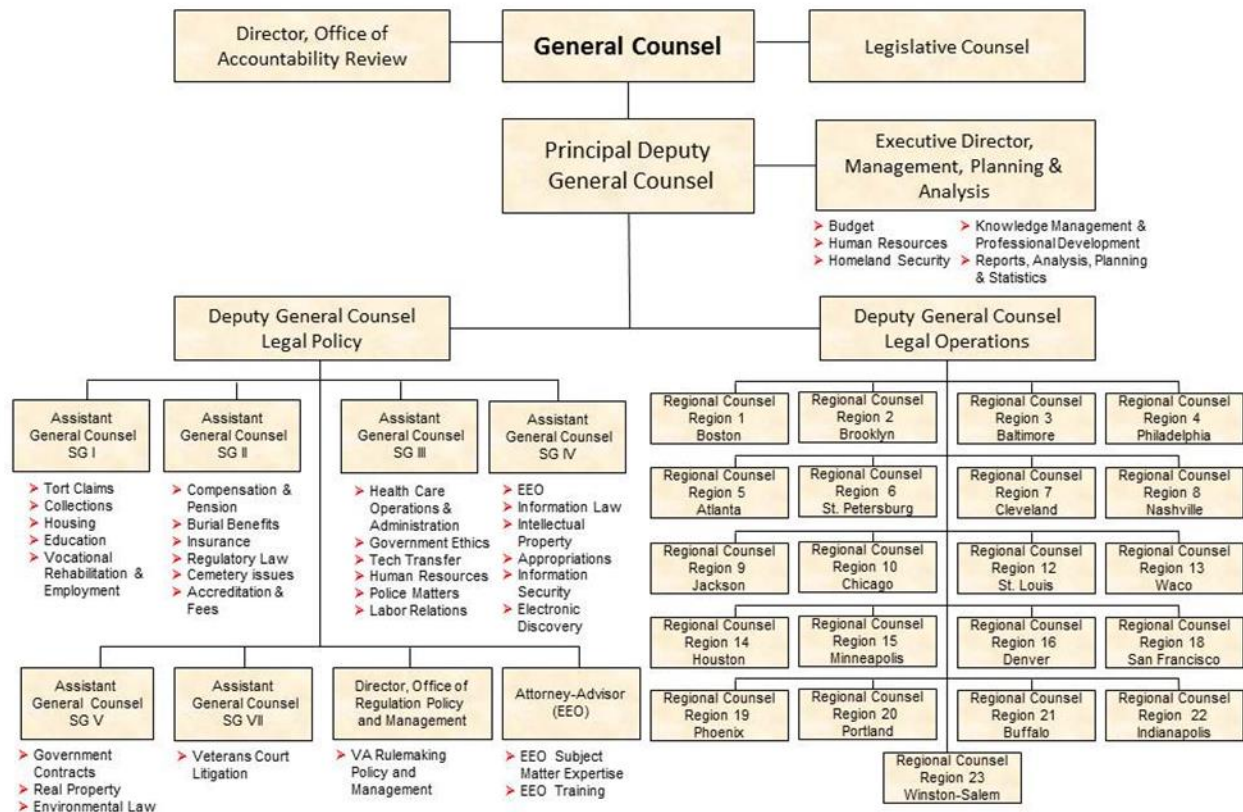 Director, Office of
Accountability Review
General Counsel
Legislative Counsel
Principal Deputy
General Counsel
Executive Director,
Management, Planning &
Analysis
Budget
Human Resources
Homeland Security
Knowledge Management &
Professional Development
Reports, Analysis, Planning
& Statistics
Deputy General Counsel
Legal Policy
Deputy General Counsel
Legal Operations
Assistant
General Counsel
SG I
Tort Claims
Collections
Housing
Education
Vocational
Rehabilitation &
Employment
Assistant
General Counsel
SG II
Compensation &
Pension
Burial Benefits
Insurance
Regulatory Law
Cemetery issues
Accreditation &
Fees
Assistant
General Counsel
SG III
Health Care
Operations &
Administration
Government Ethics
Tech Transfer
Human Resources
Police Matters
Labor Relations
Assistant
General Counsel
SG IV
EEO
Information Law
Intellectual
Property
Appropriations
Information
Security
Electronic
Discovery
Assistant
General Counsel
SG V
Government
Contracts
Real Property
Environmental Law
Assistant
General Counsel
SG VII
Veterans Court
Litigation
Director, Office of
Regulation Policy
and Management
VA Rulemaking
Policy and
Management
Attorney-Advisor
(EEO)
EEO Subject
Matter Expertise
EEO Training
Regional Counsel
Region 1
Boston
Regional Counsel
Region 2
Brooklyn
Regional Counsel
Region 3
Baltimore
Regional Counsel
Region 4
Philadelphia
Regional Counsel
Region 5
Atlanta
Regional Counsel
Region 6
St. Petersburg
Regional Counsel
Region 7
Cleveland
Regional Counsel
Region 8
Nashville
Regional Counsel
Region 9
Jackson
Regional Counsel
Region 10
Chicago
Regional Counsel
Region 12
St. Louis
Regional Counsel
Region 13
Waco
Regional Counsel
Region 14
Houston
Regional Counsel
Region 15
Minneapolis
Regional Counsel
Region 16
Denver
Regional Counsel
Region 18
San Francisco
Regional Counsel
Region 19
Phoenix
Regional Counsel
Region 20
Portland
Regional Counsel
Region 21
Buffalo
Regional Counsel
Region 22
Indianapolis
Regional Counsel
Region 23
Winston-Salem